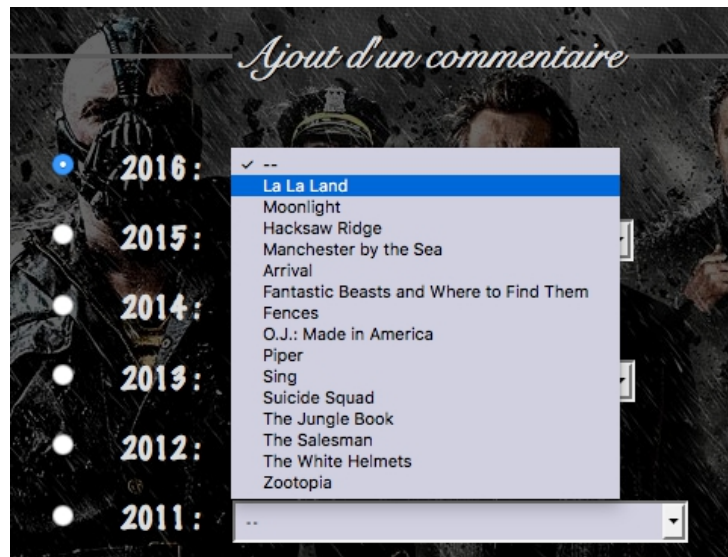 Ajout d'un commentaire
2016 :
✓ --
La La Land
Moonlight
Hacksaw Ridge
2015 :
Manchester by the Sea
Arrival
Fantastic Beasts and Where to Find Them
2014 :
Fences
O.J.: Made in America
Piper
2013 :
Sing
Suicide Squad
The Jungle Book
2012 :
The Salesman
The White Helmets
Zootopia
2011 :
--